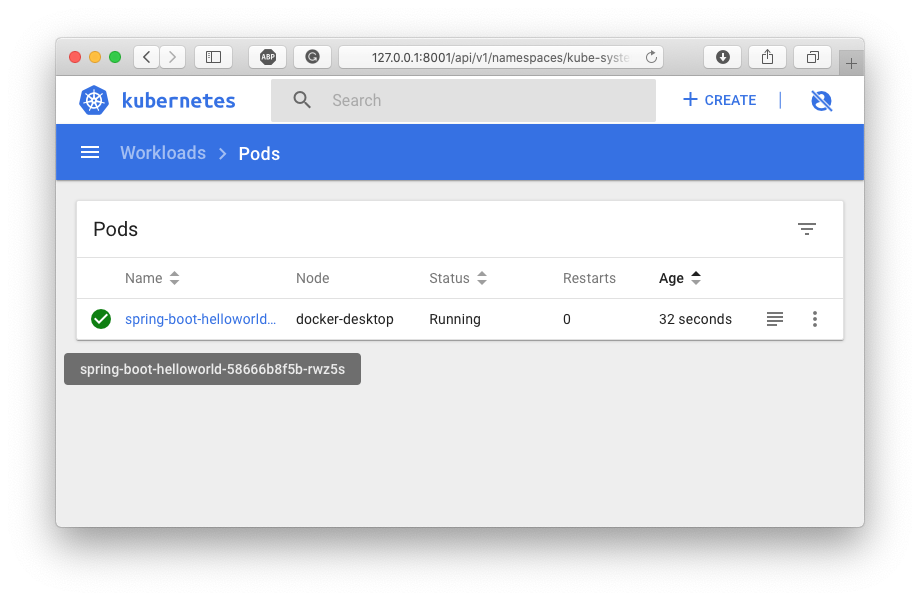 ABP
127.0.0.1:8001/api/v1/namespaces/kube-syste
kubernetes
Search
+ CREATE
Workloads > Pods
Pods
Name Node Status Restarts Age
spring-boot-helloworld… docker-desktop Running 0 32 seconds
spring-boot-helloworld-58666b8f5b-rwz5s